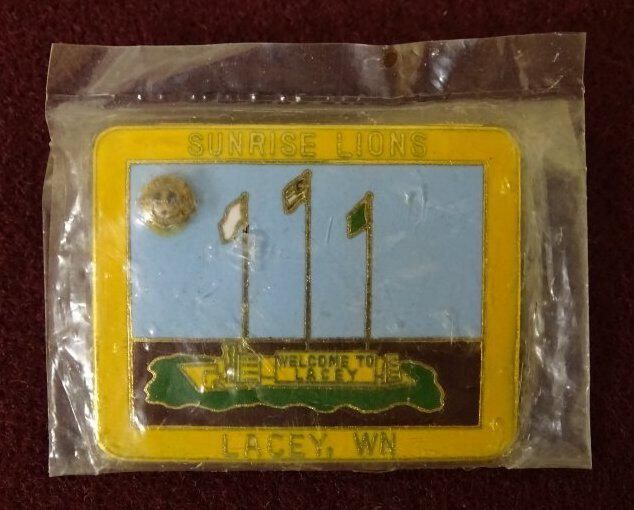 SUNRISE LIONS
WELCOME TO
LACEY
LACEY, WN